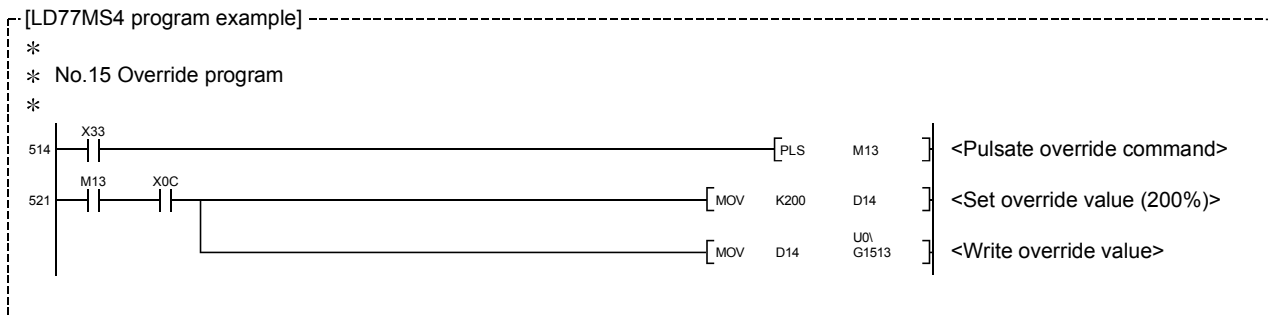 [LD77MS4 program example]
*
* No.15 Override program
*
X33
514 PLS M13 <Pulsate override command>
M13 X0C
521 MOV K200 D14 <Set override value (200%)>
U0\
MOV D14 G1513 <Write override value>